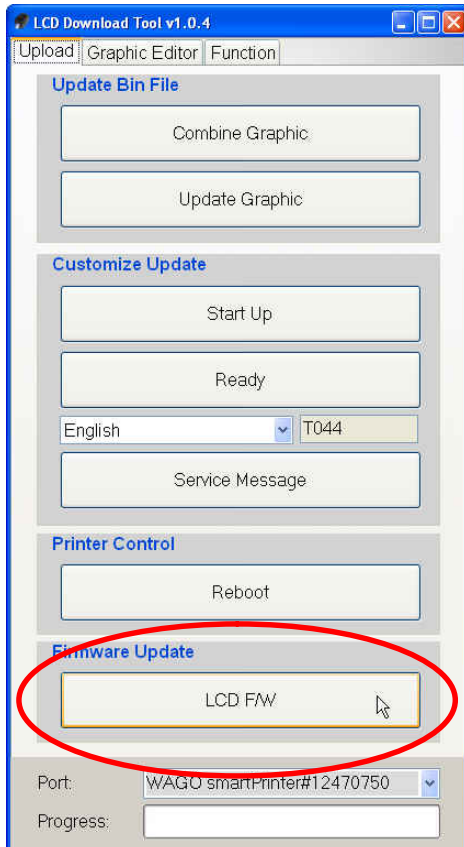 LCD Download Tool v1.0.4
Upload Graphic Editor Function
Update Bin File
Combine Graphic
Update Graphic
Customize Update
Start Up
Ready
English T044
Service Message
Printer Control
Reboot
Firmware Update
LCD F/W
Port: WAGO smartPrinter#12470750
Progress: